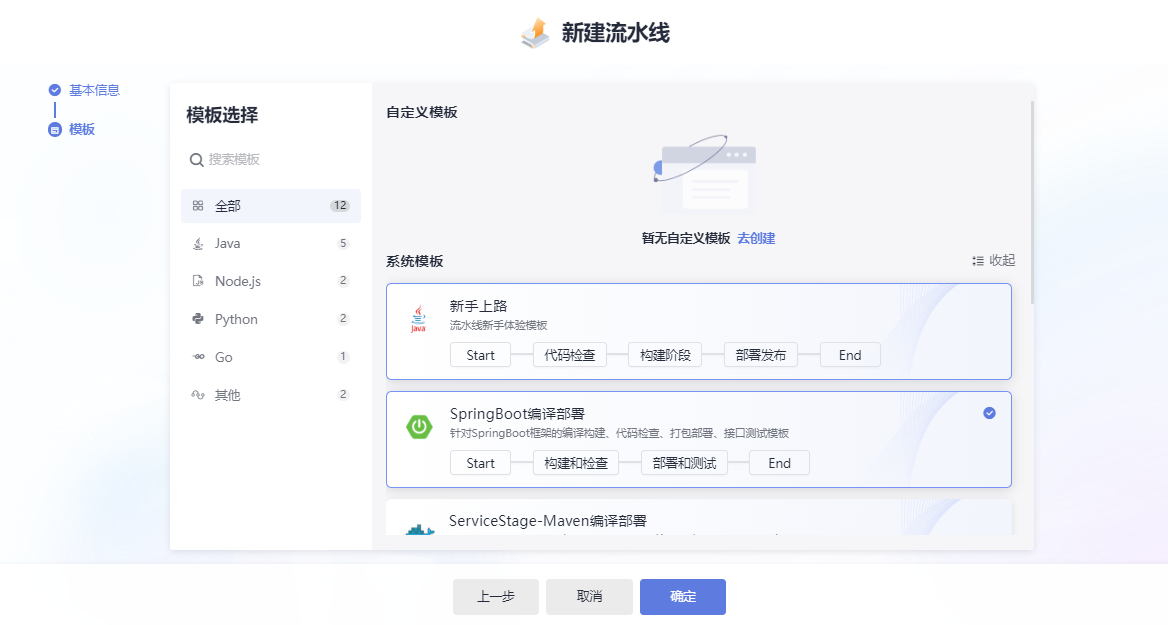 新建流水线
基本信息
模板
模板选择
搜索模板
全部 12
Java 5
Node.js 2
Python 2
Go 1
其他 2
自定义模板
暂无自定义模板 去创建
系统模板 收起
新手上路
流水线新手体验模板
Java
Start 代码检查 构建阶段 部署发布 End
SpringBoot编译部署
针对SpringBoot框架的编译构建、代码检查、打包部署、接口测试模板
Start 构建和检查 部署和测试 End
ServiceStage-Maven编译部署
上一步 取消 确定